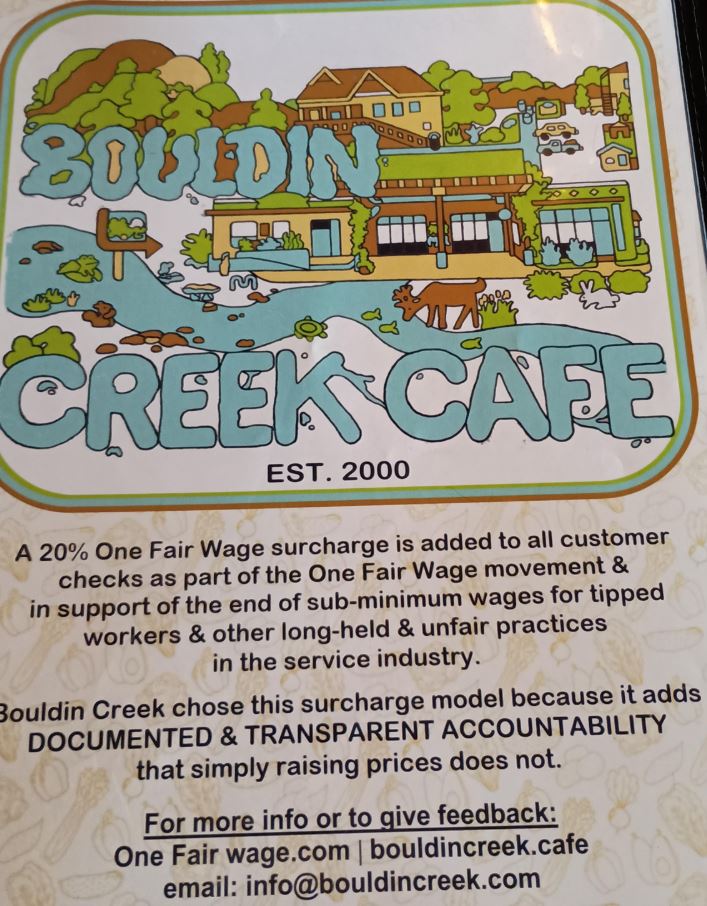 BOULDIN
CREEK CAFE
EST. 2000
A 20% One Fair Wage surcharge is added to all customer
checks as part of the One Fair Wage movement &
in support of the end of sub-minimum wages for tipped
workers & other long-held & unfair practices
in the service industry.
Bouldin Creek chose this surcharge model because it adds
DOCUMENTED & TRANSPARENT ACCOUNTABILITY
that simply raising prices does not.
For more info or to give feedback:
One Fair wage.com | bouldincreek.cafe
email: info@bouldincreek.com